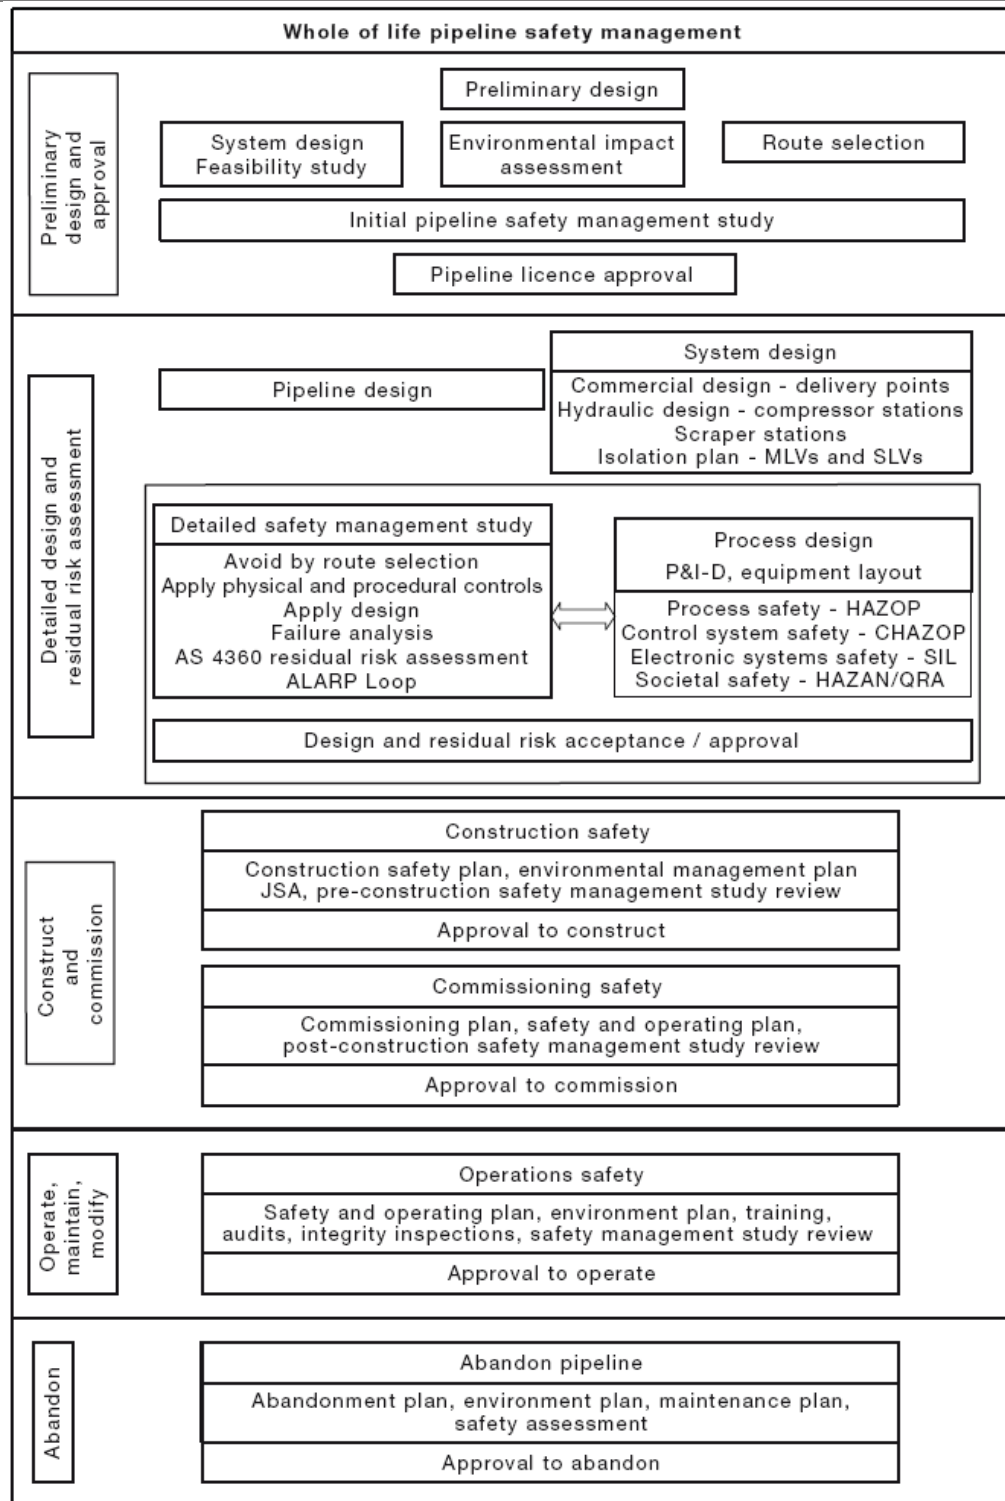 Whole of life pipeline safety management
Preliminary
design and
approval
Preliminary design
System design
Feasibility study
Environmental impact
assessment
Route selection
Initial pipeline safety management study
Pipeline licence approval
Detailed design and
residual risk assessment
Pipeline design
System design
Commercial design - delivery points
Hydraulic design - compressor stations
Scraper stations
Isolation plan - MLVs and SLVs
Detailed safety management study
Avoid by route selection
Apply physical and procedural controls
Apply design
Failure analysis
AS 4360 residual risk assessment
ALARP Loop
Process design
P&I-D, equipment layout
Process safety - HAZOP
Control system safety - CHAZOP
Electronic systems safety - SIL
Societal safety - HAZAN/QRA
Design and residual risk acceptance / approval
Construct
and
commission
Construction safety
Construction safety plan, environmental management plan
JSA, pre-construction safety management study review
Approval to construct
Commissioning safety
Commissioning plan, safety and operating plan,
post-construction safety management study review
Approval to commission
Operate,
maintain,
modify
Operations safety
Safety and operating plan, environment plan, training,
audits, integrity inspections, safety management study review
Approval to operate
Abandon
Abandon pipeline
Abandonment plan, environment plan, maintenance plan,
safety assessment
Approval to abandon